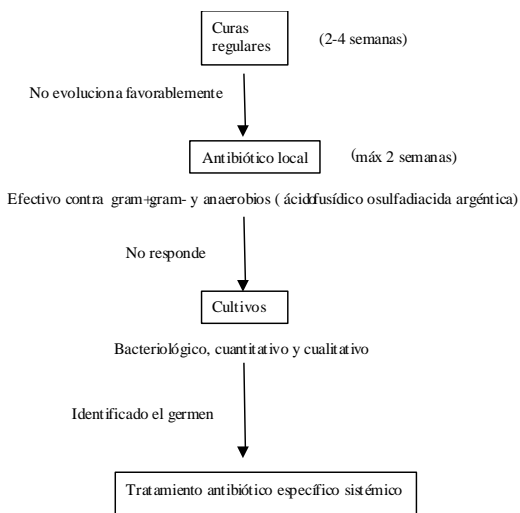 Curas
regulares
(2-4 semanas)
No evoluciona favorablemente
Antibiótico local
(máx 2 semanas)
Efectivo contra gram+gram- y anaerobios ( ácidofusídico osulfadiacida argéntica)
No responde
Cultivos
Bacteriológico, cuantitativo y cualitativo
Identificado el germen
Tratamiento antibiótico específico sistémico